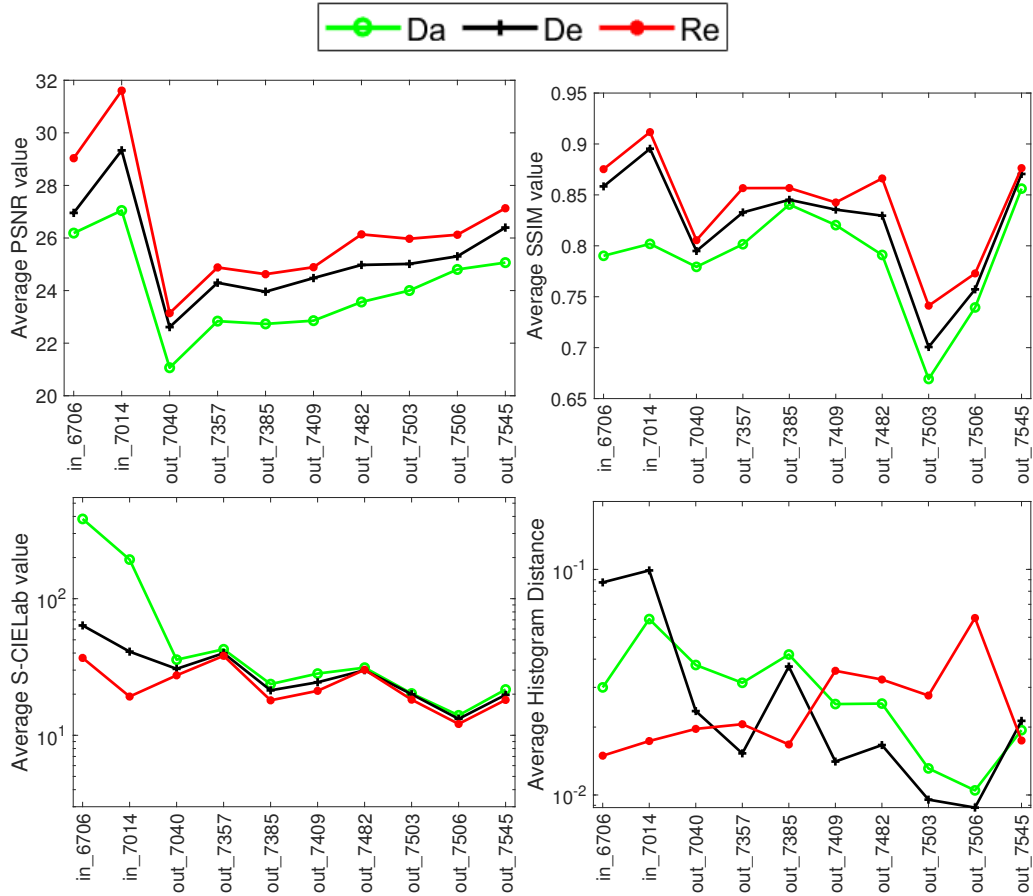 Da De Re
Average PSNR value
32
30
28
26
24
22
20
in_6706
in_7014
out_7040
out_7357
out_7385
out_7409
out_7482
out_7503
out_7506
out_7545
Average SSIM value
0.95
0.9
0.85
0.8
0.75
0.7
0.65
in_6706
in_7014
out_7040
out_7357
out_7385
out_7409
out_7482
out_7503
out_7506
out_7545
Average S-CIELab value
10²
10¹
in_6706
in_7014
out_7040
out_7357
out_7385
out_7409
out_7482
out_7503
out_7506
out_7545
Average Histogram Distance
10⁻¹
10⁻²
in_6706
in_7014
out_7040
out_7357
out_7385
out_7409
out_7482
out_7503
out_7506
out_7545